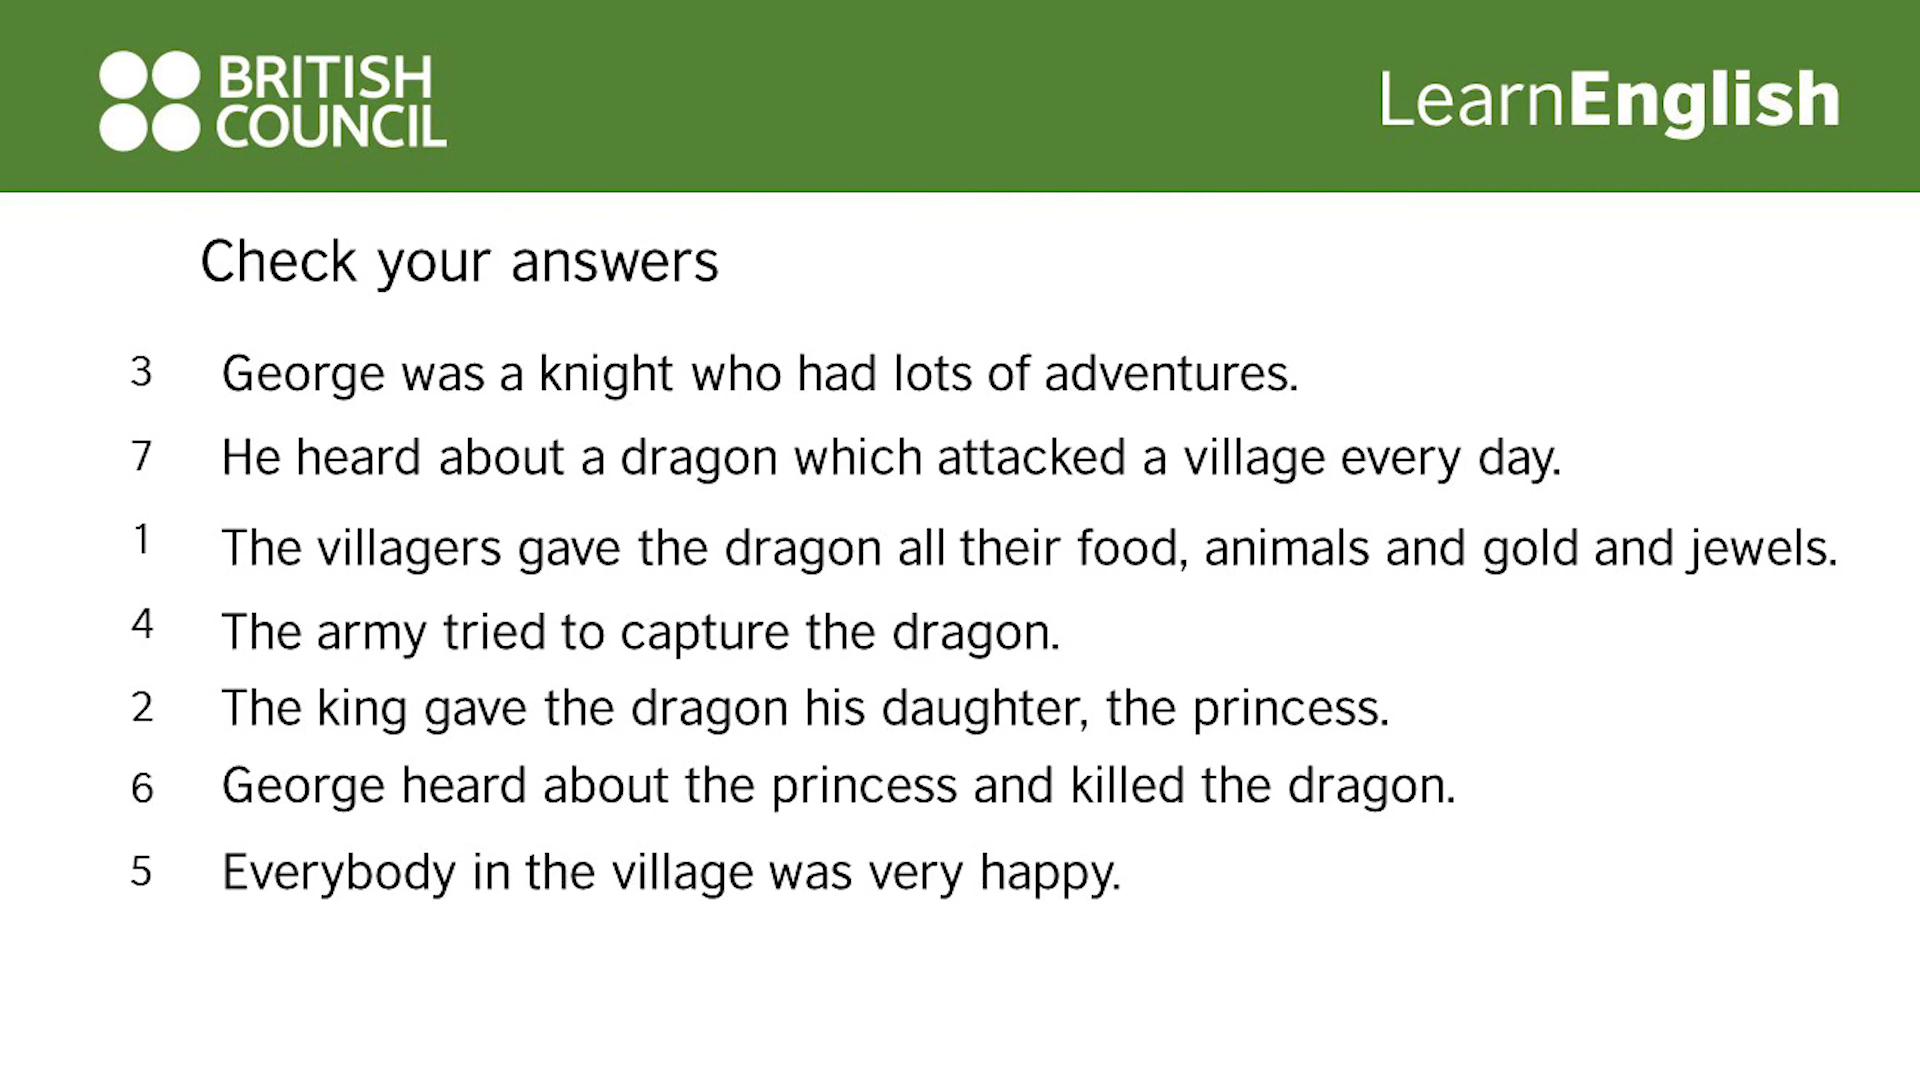 BRITISH
COUNCIL
LearnEnglish
Check your answers
3 George was a knight who had lots of adventures.
7 He heard about a dragon which attacked a village every day.
1 The villagers gave the dragon all their food, animals and gold and jewels.
4 The army tried to capture the dragon.
2 The king gave the dragon his daughter, the princess.
6 George heard about the princess and killed the dragon.
5 Everybody in the village was very happy.